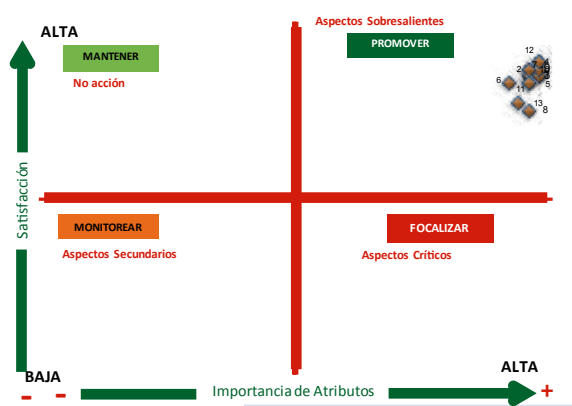 Aspectos Sobresalientes
ALTA
PROMOVER
MANTENER
No acción
12
2
7
6
11
5
13
8
Satisfacción
MONITOREAR
FOCALIZAR
Aspectos Secundarios
Aspectos Críticos
BAJA
ALTA
- -
Importancia de Atributos
+